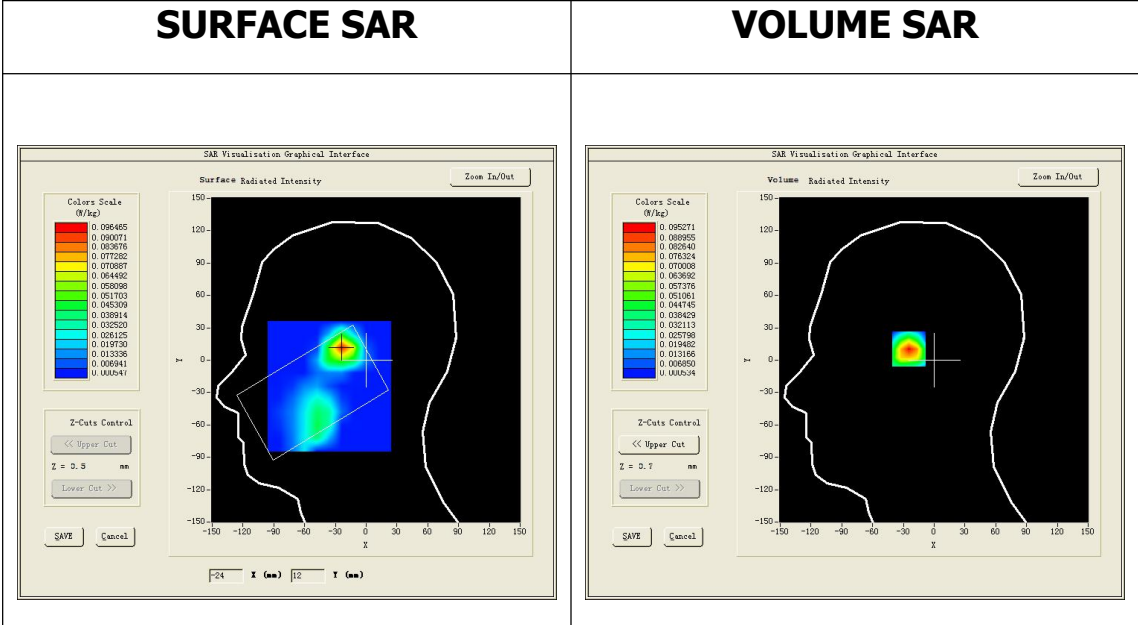 SURFACE SAR
VOLUME SAR
SAR Visualisation Graphical Interface
Surface Radiated Intensity
Zoom In/Out
Colors Scale
(W/kg)
0.096465
0.090071
0.083676
0.077282
0.070887
0.064492
0.058098
0.051703
0.045309
0.038914
0.032520
0.026125
0.019730
0.013336
0.006941
0.000547
150
120
90
60
30
0
-30
-60
-90
-120
-150
Y
-150 -120 -90 -60 -30 0 30 60 90 120 150
X
Z-Cuts Control
<< Upper Cut
Z = 0.5 mm
Lower Cut >>
SAVE
Cancel
-24 X (mm) 12 Y (mm)
SAR Visualisation Graphical Interface
Volume Radiated Intensity
Zoom In/Out
Colors Scale
(W/kg)
0.095271
0.088955
0.082640
0.076324
0.070008
0.063692
0.057376
0.051061
0.044745
0.038429
0.032113
0.025798
0.019482
0.013166
0.006850
0.000534
150
120
90
60
30
0
-30
-60
-90
-120
-150
Y
-150 -120 -90 -60 -30 0 30 60 90 120 150
X
Z-Cuts Control
<< Upper Cut
Z = 0.7 mm
Lower Cut >>
SAVE
Cancel